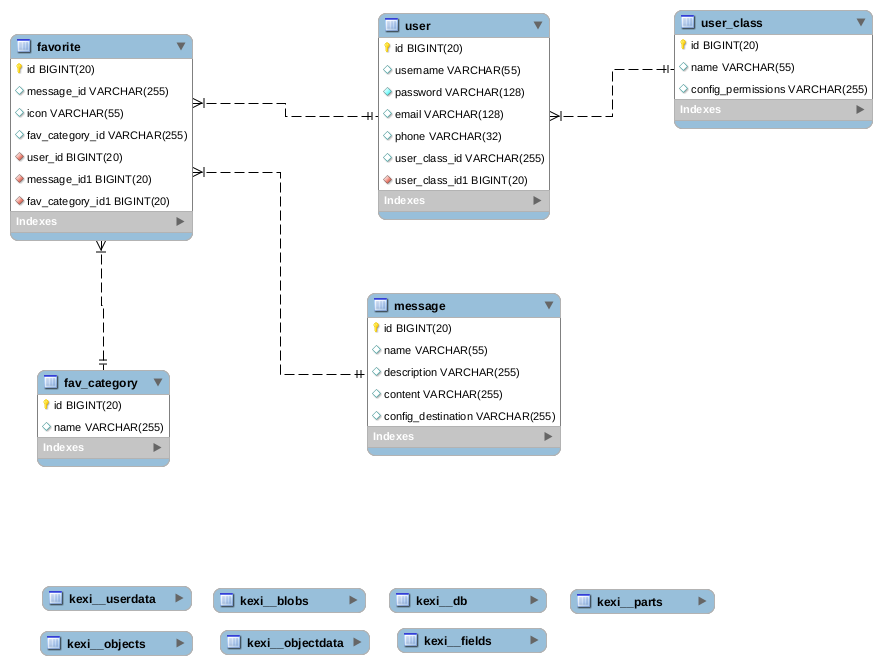 favorite
id BIGINT(20)
message_id VARCHAR(255)
icon VARCHAR(55)
fav_category_id VARCHAR(255)
user_id BIGINT(20)
message_id1 BIGINT(20)
fav_category_id1 BIGINT(20)
Indexes
user
id BIGINT(20)
username VARCHAR(55)
password VARCHAR(128)
email VARCHAR(128)
phone VARCHAR(32)
user_class_id VARCHAR(255)
user_class_id1 BIGINT(20)
Indexes
user_class
id BIGINT(20)
name VARCHAR(55)
config_permissions VARCHAR(255)
Indexes
fav_category
id BIGINT(20)
name VARCHAR(255)
Indexes
message
id BIGINT(20)
name VARCHAR(55)
description VARCHAR(255)
content VARCHAR(255)
config_destination VARCHAR(255)
Indexes
kexi__userdata
kexi__blobs
kexi__db
kexi__parts
kexi__objects
kexi__objectdata
kexi__fields